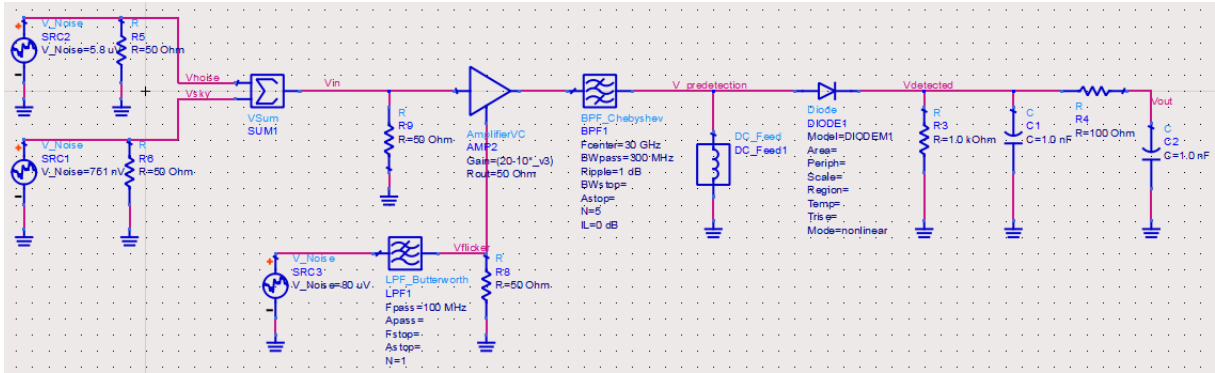 V_Noise
SRC2
V_Noise=5.8 uV
R
R5
R=50 Ohm
Vnoise
Vsky
V_Noise
SRC1
V_Noise=751 nV
R
R6
R=50 Ohm
VSum
SUM1
Vin
R
R9
R=50 Ohm
AmplifierVC
AMP2
Gain=(20-10*_v3)
Rout=50 Ohm
BPF_Chebyshev
BPF1
Fcenter=30 GHz
BWpass=300 MHz
Ripple=1 dB
BWstop=
Astop=
N=5
IL=0 dB
V_predetection
DC_Feed
DC_Feed1
Diode
DIODE1
Model=DIODEM1
Area=
Periph=
Scale=
Region=
Temp=
Trise=
Mode=nonlinear
Vdetected
R
R3
R=1.0 kOhm
C
C1
C=1.0 nF
R
R4
R=100 Ohm
Vout
C
C2
C=1.0 nF
V_Noise
SRC3
V_Noise=80 uV
LPF_Butterworth
LPF1
Fpass=100 MHz
Apass=
Fstop=
Astop=
N=1
Vflicker
R
R8
R=50 Ohm